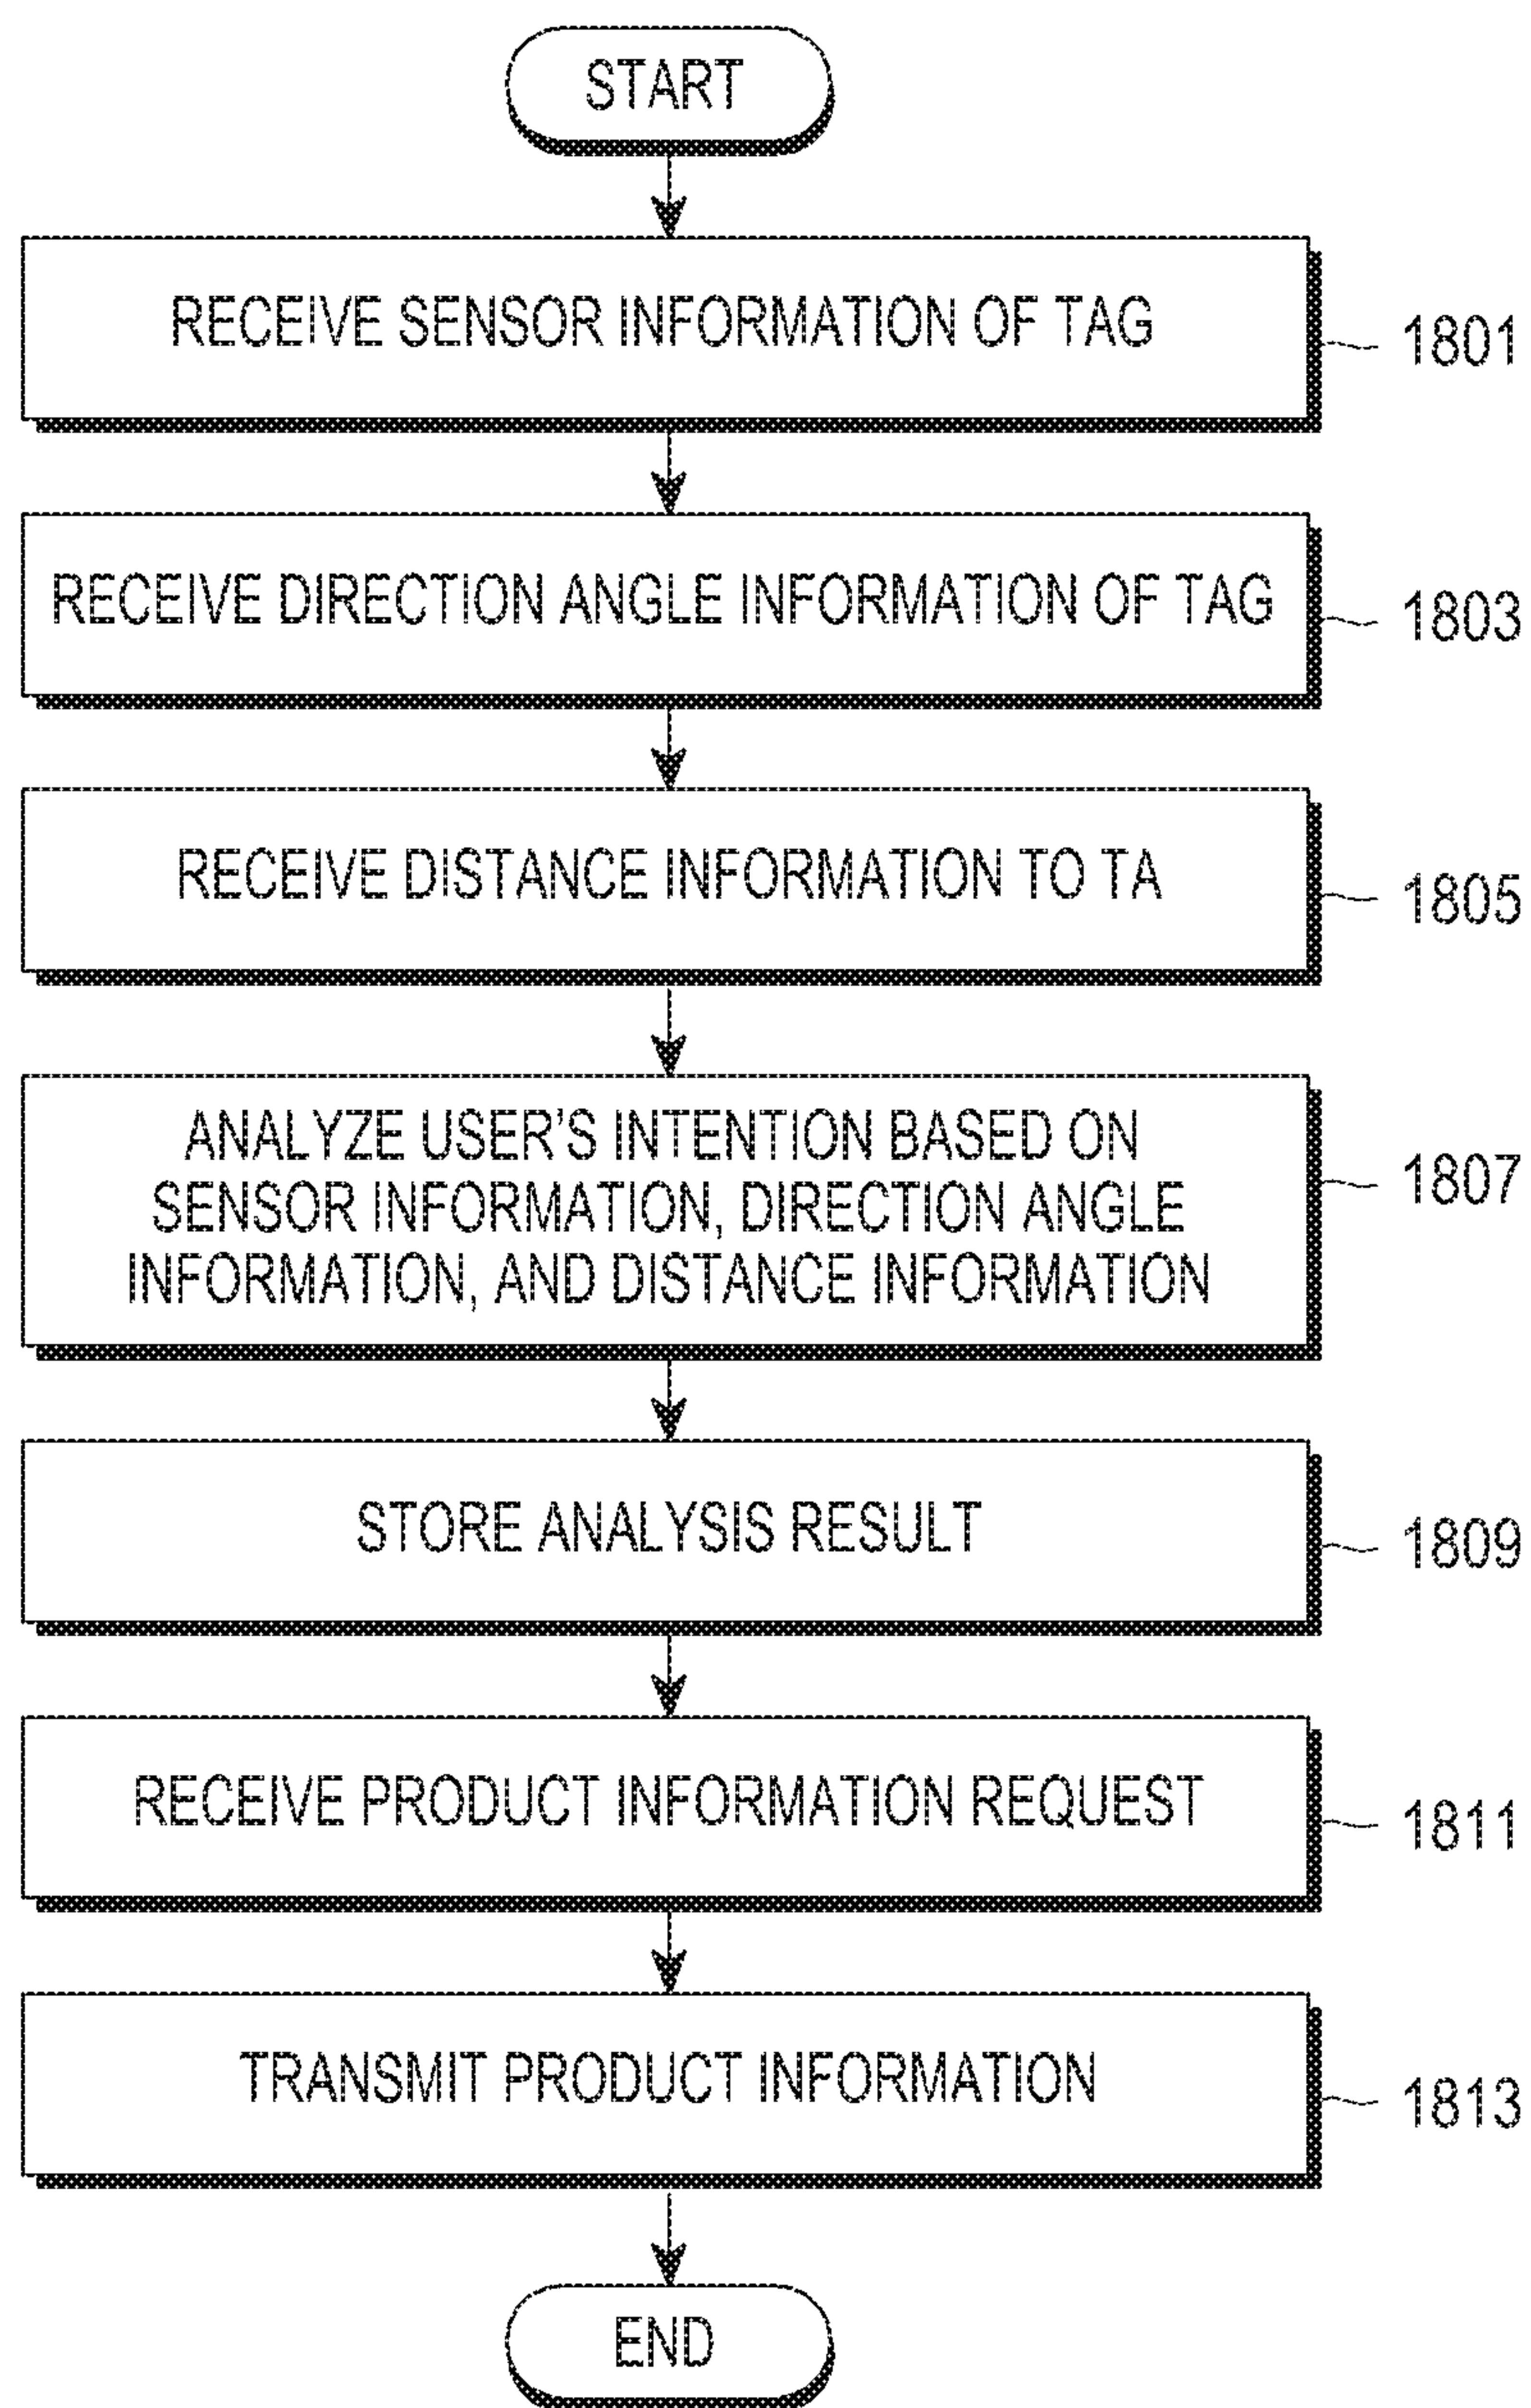 START
RECEIVE SENSOR INFORMATION OF TAG
1801
RECEIVE DIRECTION ANGLE INFORMATION OF TAG
1803
RECEIVE DISTANCE INFORMATION TO TA
1805
ANALYZE USER'S INTENTION BASED ON
SENSOR INFORMATION, DIRECTION ANGLE
INFORMATION, AND DISTANCE INFORMATION
1807
STORE ANALYSIS RESULT
1809
RECEIVE PRODUCT INFORMATION REQUEST
1811
TRANSMIT PRODUCT INFORMATION
1813
END